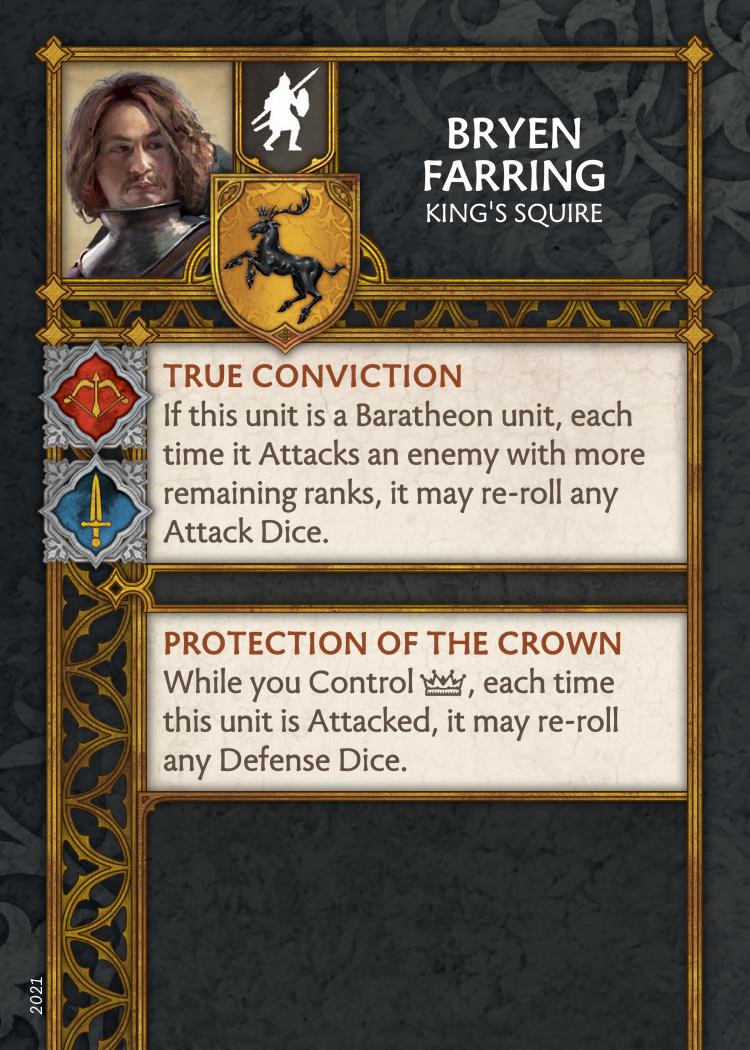 BRYEN
FARRING
KING'S SQUIRE
TRUE CONVICTION
If this unit is a Baratheon unit, each
time it Attacks an enemy with more
remaining ranks, it may re-roll any
Attack Dice.
PROTECTION OF THE CROWN
While you Control , each time
this unit is Attacked, it may re-roll
any Defense Dice.
2021